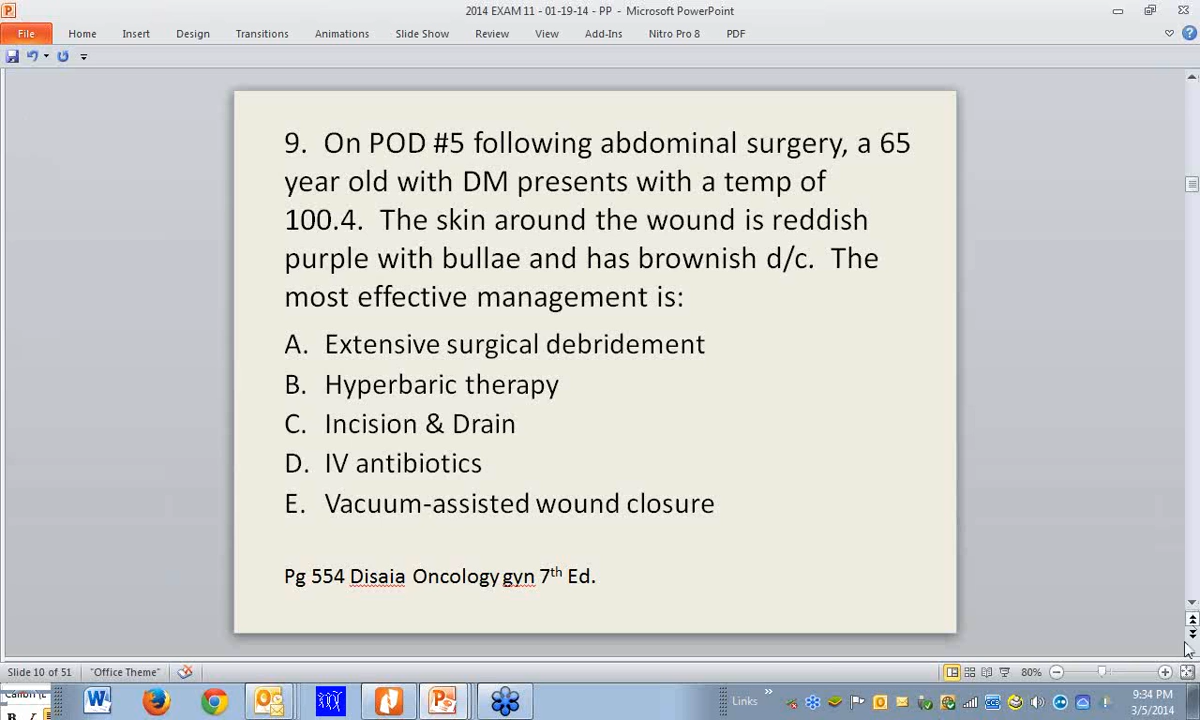 2014 EXAM 11 - 01-19-14 - PP - Microsoft PowerPoint
File Home Insert Design Transitions Animations Slide Show Review View Add-Ins Nitro Pro 8 PDF
9. On POD #5 following abdominal surgery, a 65
year old with DM presents with a temp of
100.4. The skin around the wound is reddish
purple with bullae and has brownish d/c. The
most effective management is:
A. Extensive surgical debridement
B. Hyperbaric therapy
C. Incision & Drain
D. IV antibiotics
E. Vacuum-assisted wound closure
Pg 554 Disaia Oncology gyn 7th Ed.
Slide 10 of 51 "Office Theme" 80%
Links 9:34 PM
3/5/2014